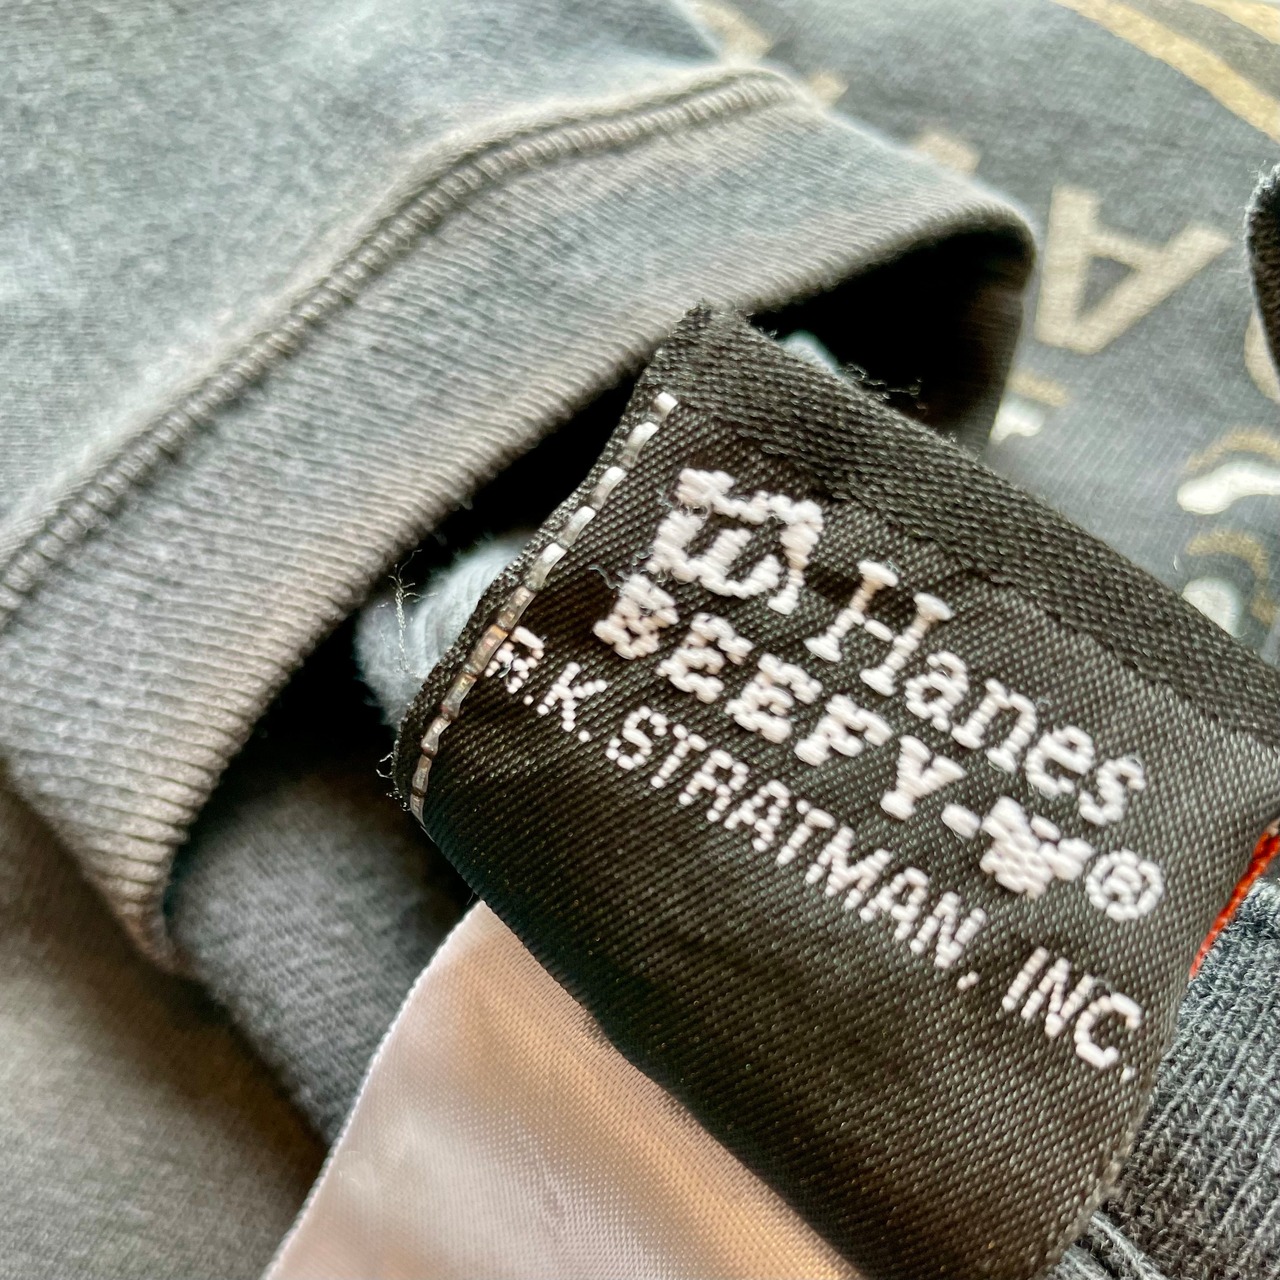 Hanes
BEEFY-T®
R.K. STRATMAN, INC.
A